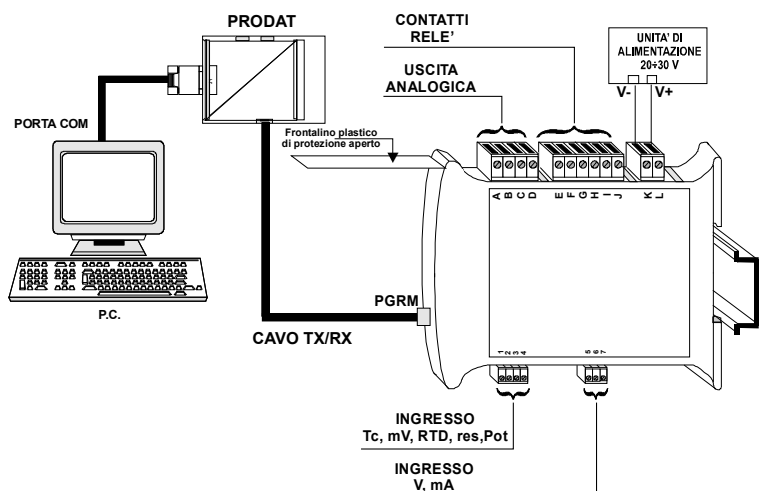 PRODAT
CONTATTI
RELE'
USCITA
ANALOGICA
UNITA' DI
ALIMENTAZIONE
20÷30 V
V-
V+
PORTA COM
Frontalino plastico
di protezione aperto
A B C D E F G H I J K L
P.C.
PGRM
CAVO TX/RX
1 2 3 4 5 6 7
INGRESSO
Tc, mV, RTD, res,Pot
INGRESSO
V, mA